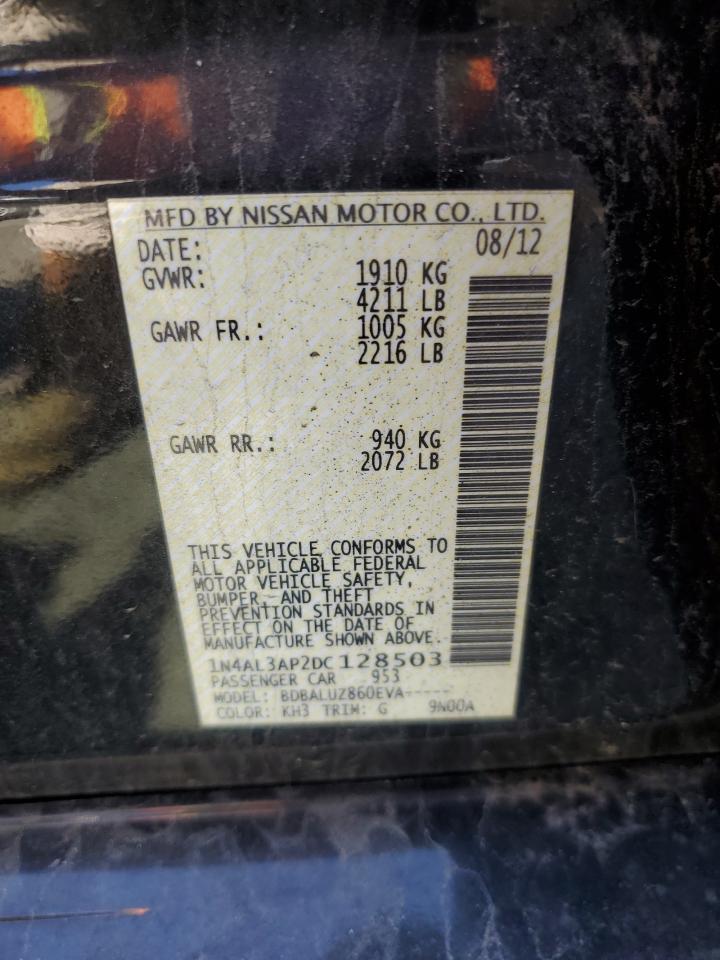 MFD BY NISSAN MOTOR CO., LTD.
DATE: 08/12
GVWR: 1910 KG
4211 LB
GAWR FR.: 1005 KG
2216 LB
GAWR RR.: 940 KG
2072 LB
THIS VEHICLE CONFORMS TO
ALL APPLICABLE FEDERAL
MOTOR VEHICLE SAFETY,
BUMPER, AND THEFT
PREVENTION STANDARDS IN
EFFECT ON THE DATE OF
MANUFACTURE SHOWN ABOVE.
1N4AL3AP2DC128503
PASSENGER CAR 953
MODEL: BDBALUZ860EVA-----
COLOR: KH3 TRIM: G 9N00A